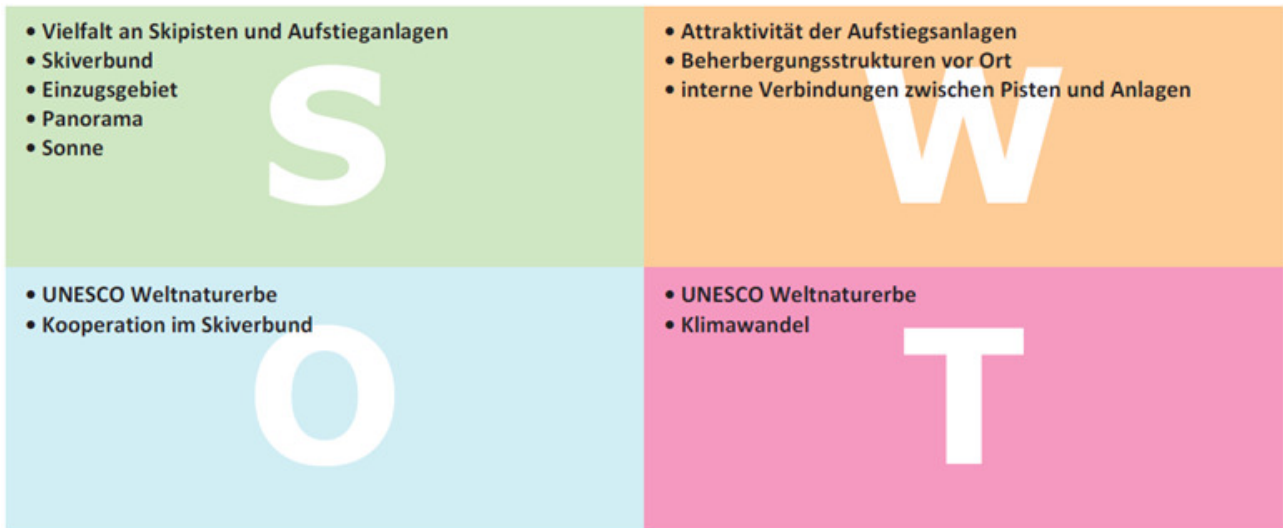 • Vielfalt an Skipisten und Aufstieganlagen
• Skiverbund
• Einzugsgebiet
• Panorama
• Sonne
S
• Attraktivität der Aufstiegsanlagen
• Beherbergungsstrukturen vor Ort
• interne Verbindungen zwischen Pisten und Anlagen
W
• UNESCO Weltnaturerbe
• Kooperation im Skiverbund
O
• UNESCO Weltnaturerbe
• Klimawandel
T